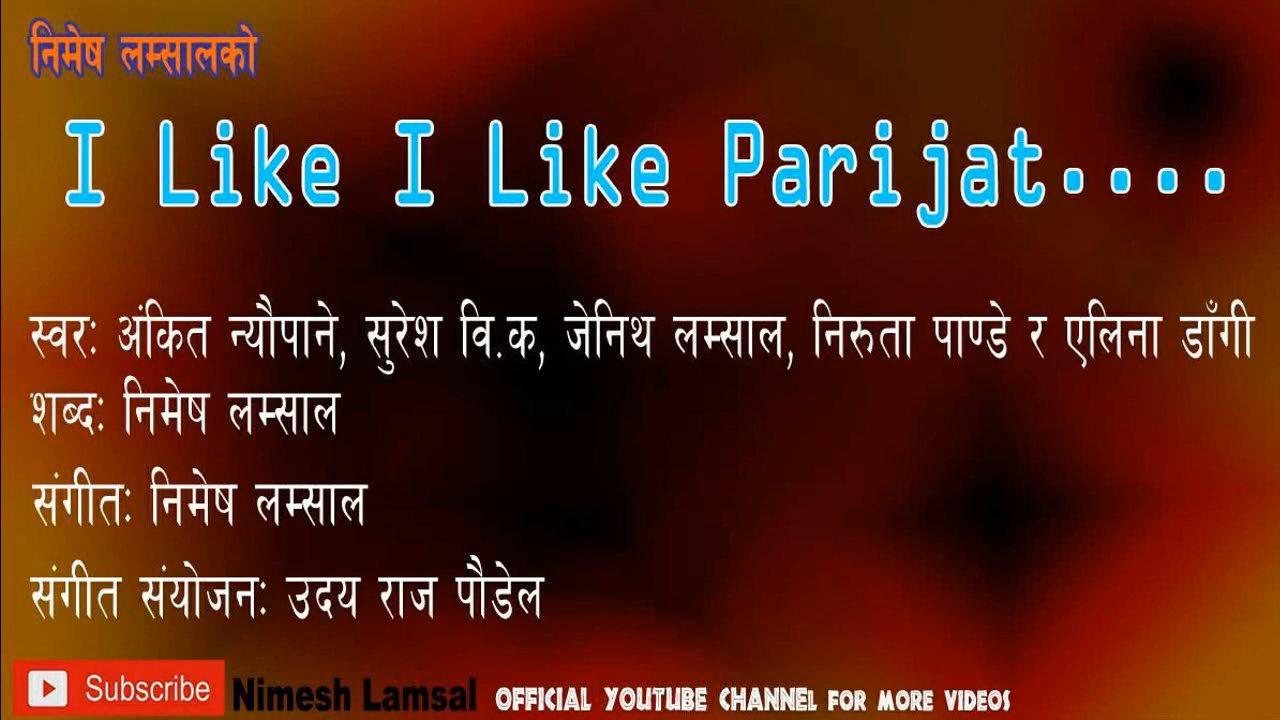 निमेष लम्सालको
I Like I Like Parijat....
स्वरः अंकित न्यौपाने, सुरेश वि.क, जेनिथ लम्साल, निरुता पाण्डे र एलिना डाँगी
शब्दः निमेष लम्साल
संगीतः निमेष लम्साल
संगीत संयोजनः उदय राज पौडेल
Subscribe Nimesh Lamsal OFFICIAL YOUTUBE CHANNEL FOR MORE VIDEOS